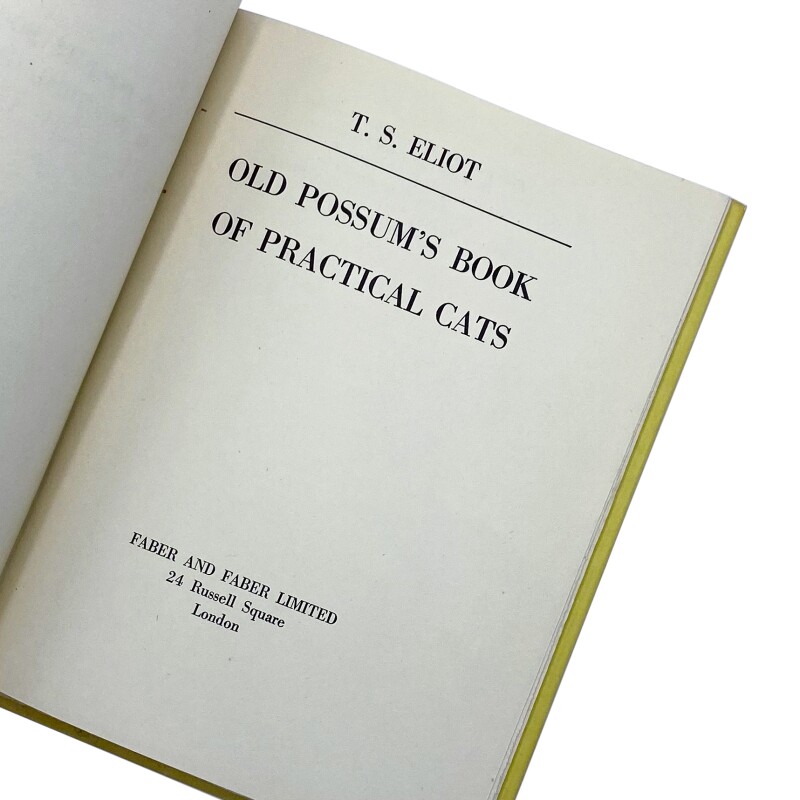 T. S. ELIOT
OLD POSSUM'S BOOK
OF PRACTICAL CATS
FABER AND FABER LIMITED
24 Russell Square
London